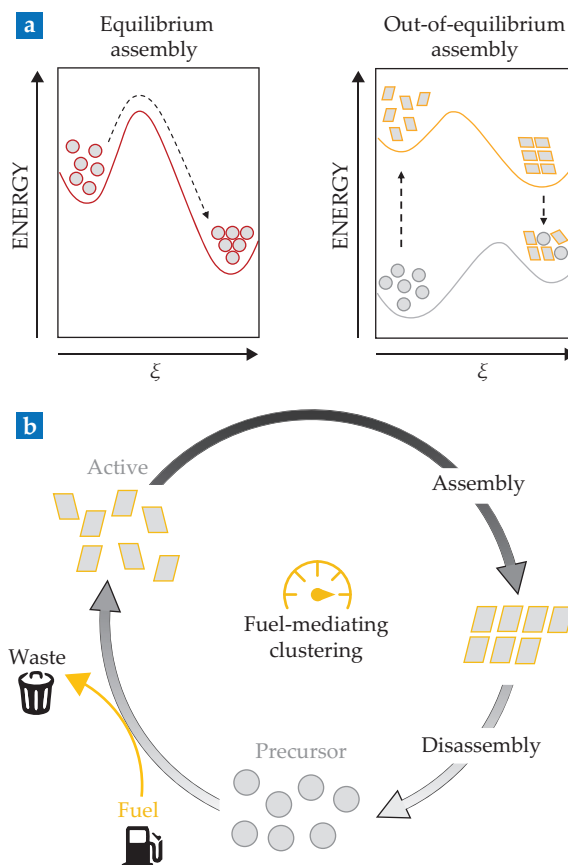 a
Equilibrium
assembly
Out-of-equilibrium
assembly
ENERGY
ξ
ENERGY
ξ
b
Active
Assembly
Fuel-mediating
clustering
Waste
Disassembly
Precursor
Fuel